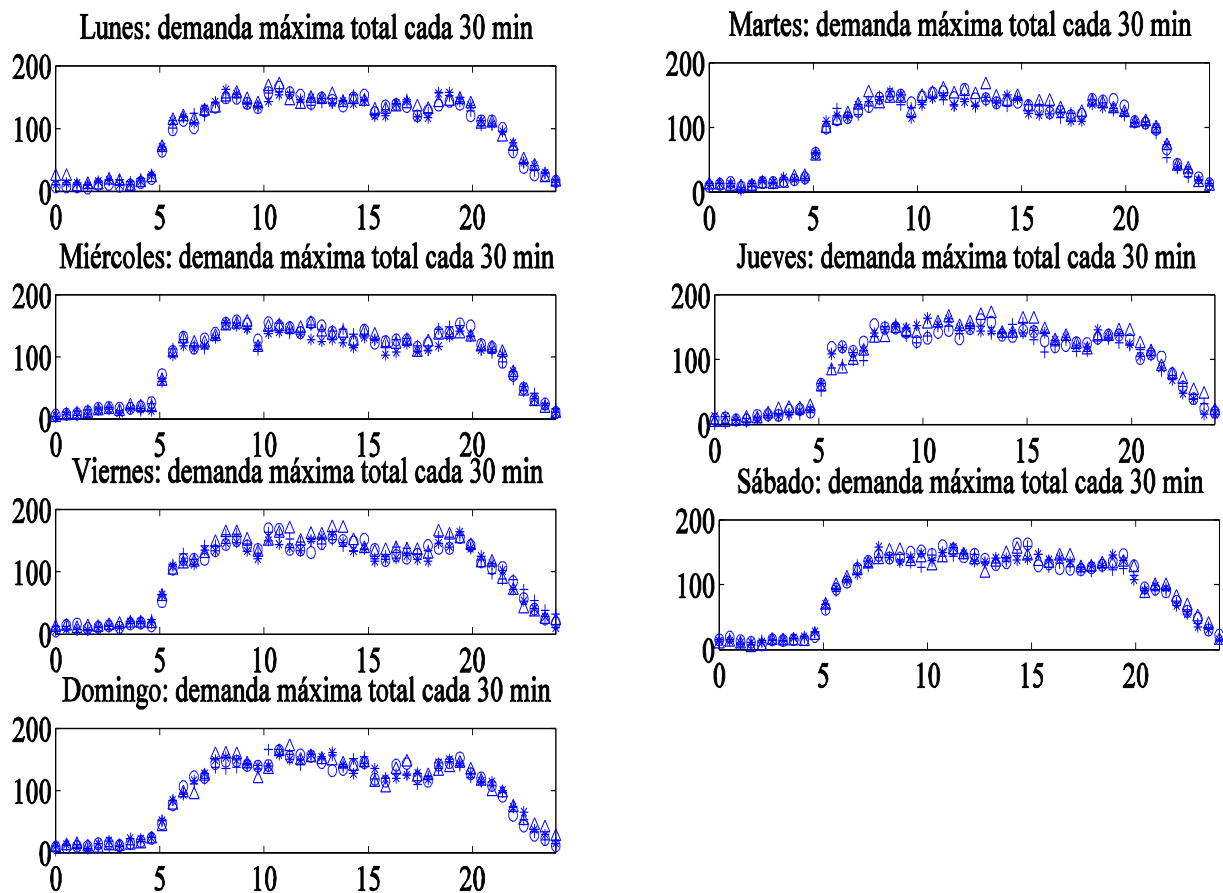 Lunes: demanda máxima total cada 30 min
200
100
0
0 5 10 15 20
Martes: demanda máxima total cada 30 min
200
100
0
0 5 10 15 20
Miércoles: demanda máxima total cada 30 min
200
100
0
0 5 10 15 20
Jueves: demanda máxima total cada 30 min
200
100
0
0 5 10 15 20
Viernes: demanda máxima total cada 30 min
200
100
0
0 5 10 15 20
Sábado: demanda máxima total cada 30 min
200
100
0
0 5 10 15 20
Domingo: demanda máxima total cada 30 min
200
100
0
0 5 10 15 20